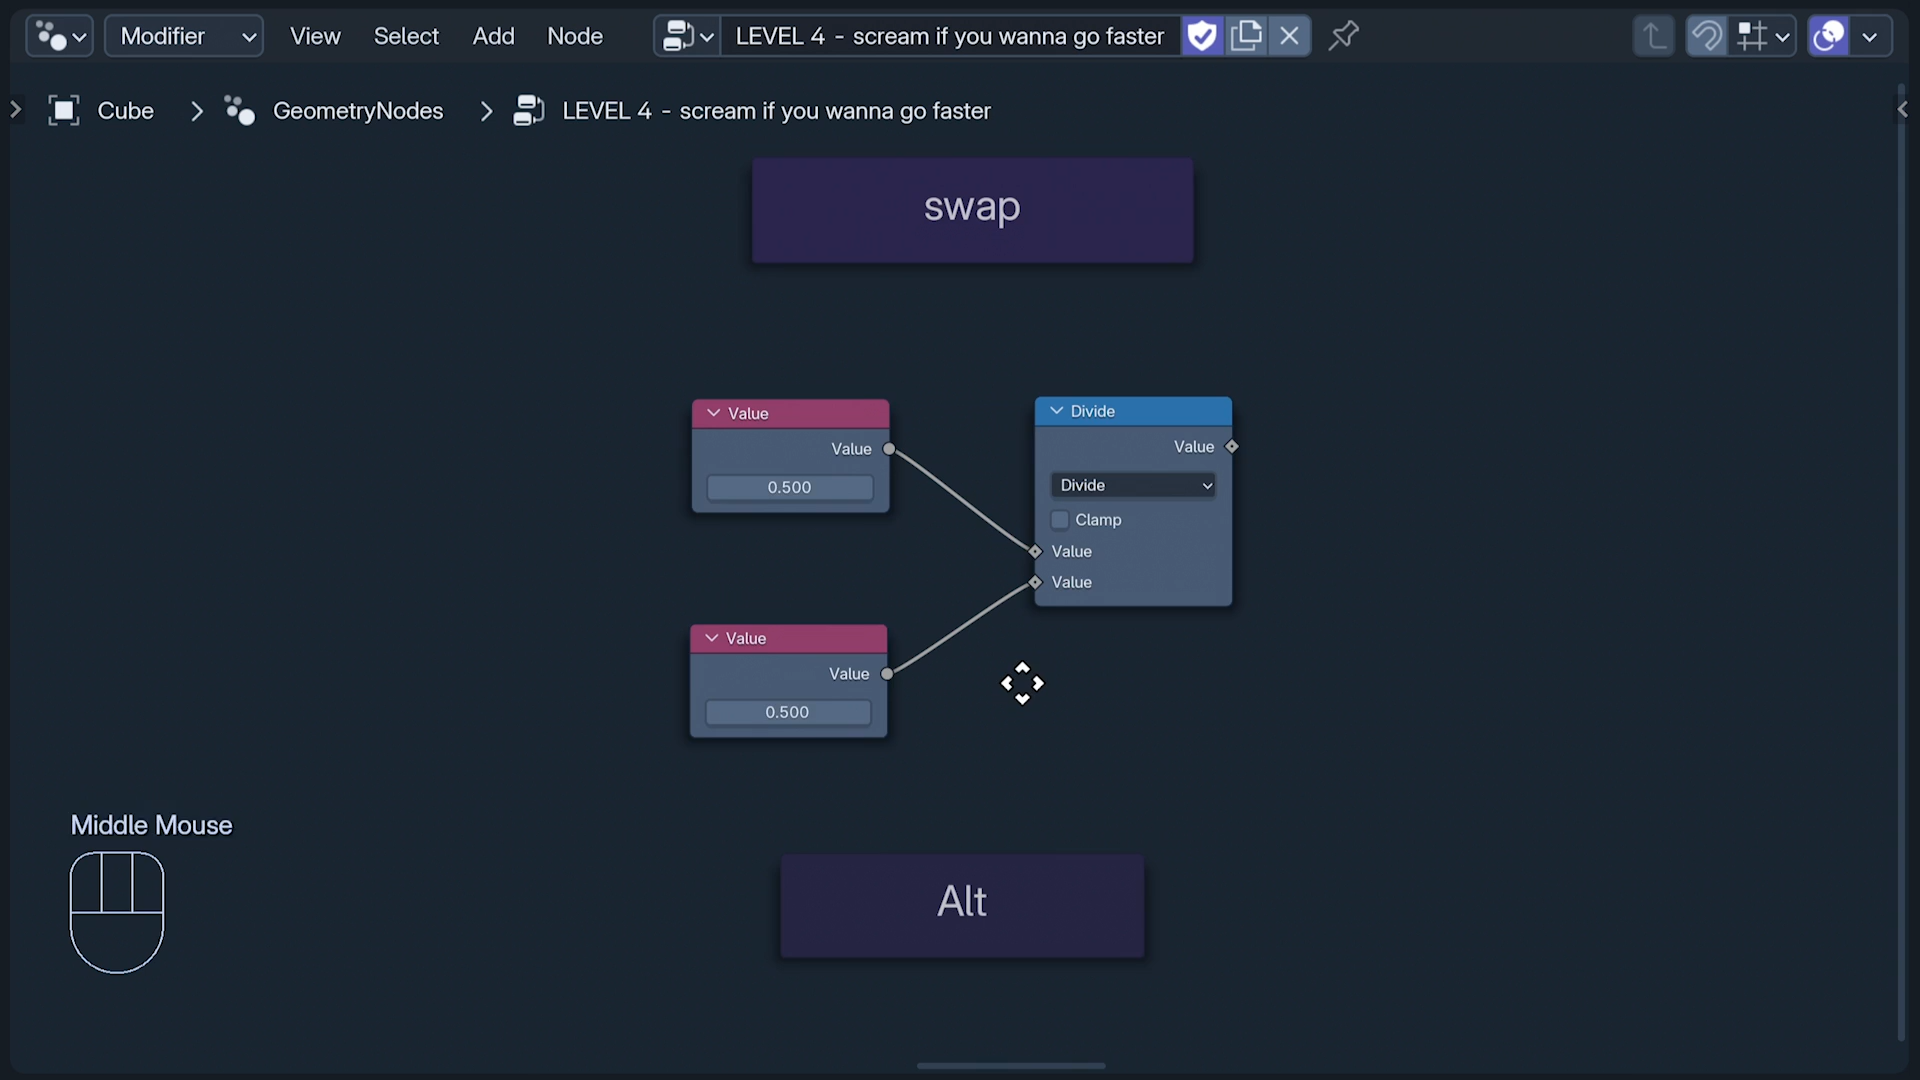 Modifier View Select Add Node LEVEL 4 - scream if you wanna go faster
Cube GeometryNodes LEVEL 4 - scream if you wanna go faster
swap
Value
Value
0.500
Divide
Value
Divide
Clamp
Value
Value
Value
Value
0.500
Middle Mouse
Alt